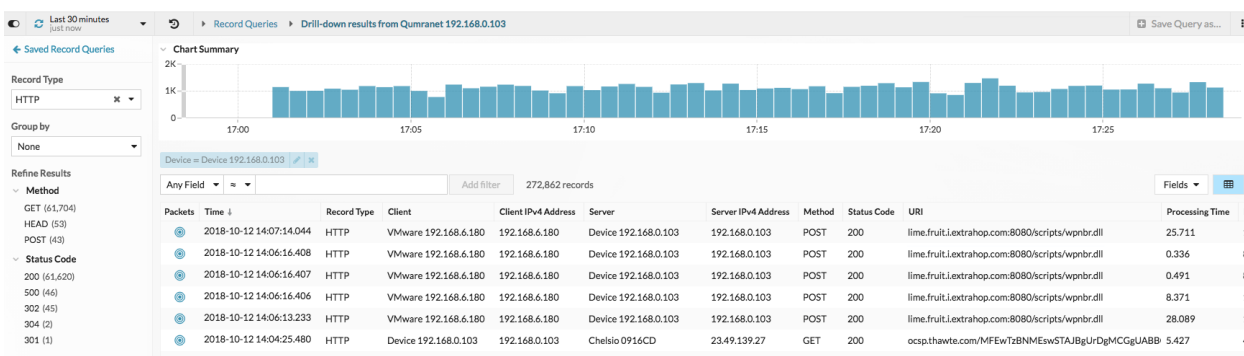 Last 30 minutes
just now
Record Queries
Drill-down results from Qumranet 192.168.0.103
Save Query as...
Saved Record Queries
Record Type
HTTP
Group by
None
Refine Results
Method
GET (61,704)
HEAD (53)
POST (43)
Status Code
200 (61,620)
500 (46)
302 (45)
304 (2)
301 (1)
Chart Summary
2K
1K
0
17:00 17:05 17:10 17:15 17:20 17:25
Device = Device 192.168.0.103
Any Field ≈ Add filter 272,862 records Fields
Packets Time ↓ Record Type Client Client IPv4 Address Server Server IPv4 Address Method Status Code URI Processing Time
2018-10-12 14:07:14.044 HTTP VMware 192.168.6.180 192.168.6.180 Device 192.168.0.103 192.168.0.103 POST 200 lime.fruit.i.extrahop.com:8080/scripts/wpnbr.dll 25.711
2018-10-12 14:06:16.408 HTTP VMware 192.168.6.180 192.168.6.180 Device 192.168.0.103 192.168.0.103 POST 200 lime.fruit.i.extrahop.com:8080/scripts/wpnbr.dll 0.336
2018-10-12 14:06:16.407 HTTP VMware 192.168.6.180 192.168.6.180 Device 192.168.0.103 192.168.0.103 POST 200 lime.fruit.i.extrahop.com:8080/scripts/wpnbr.dll 0.491
2018-10-12 14:06:16.406 HTTP VMware 192.168.6.180 192.168.6.180 Device 192.168.0.103 192.168.0.103 POST 200 lime.fruit.i.extrahop.com:8080/scripts/wpnbr.dll 8.371
2018-10-12 14:06:13.233 HTTP VMware 192.168.6.180 192.168.6.180 Device 192.168.0.103 192.168.0.103 POST 200 lime.fruit.i.extrahop.com:8080/scripts/wpnbr.dll 28.089
2018-10-12 14:04:25.480 HTTP Device 192.168.0.103 192.168.0.103 Chelsio 0916CD 23.49.139.27 GET 200 ocsp.thawte.com/MFEwTzBNMEswSTAJBgUrDgMCGgUABB 5.427